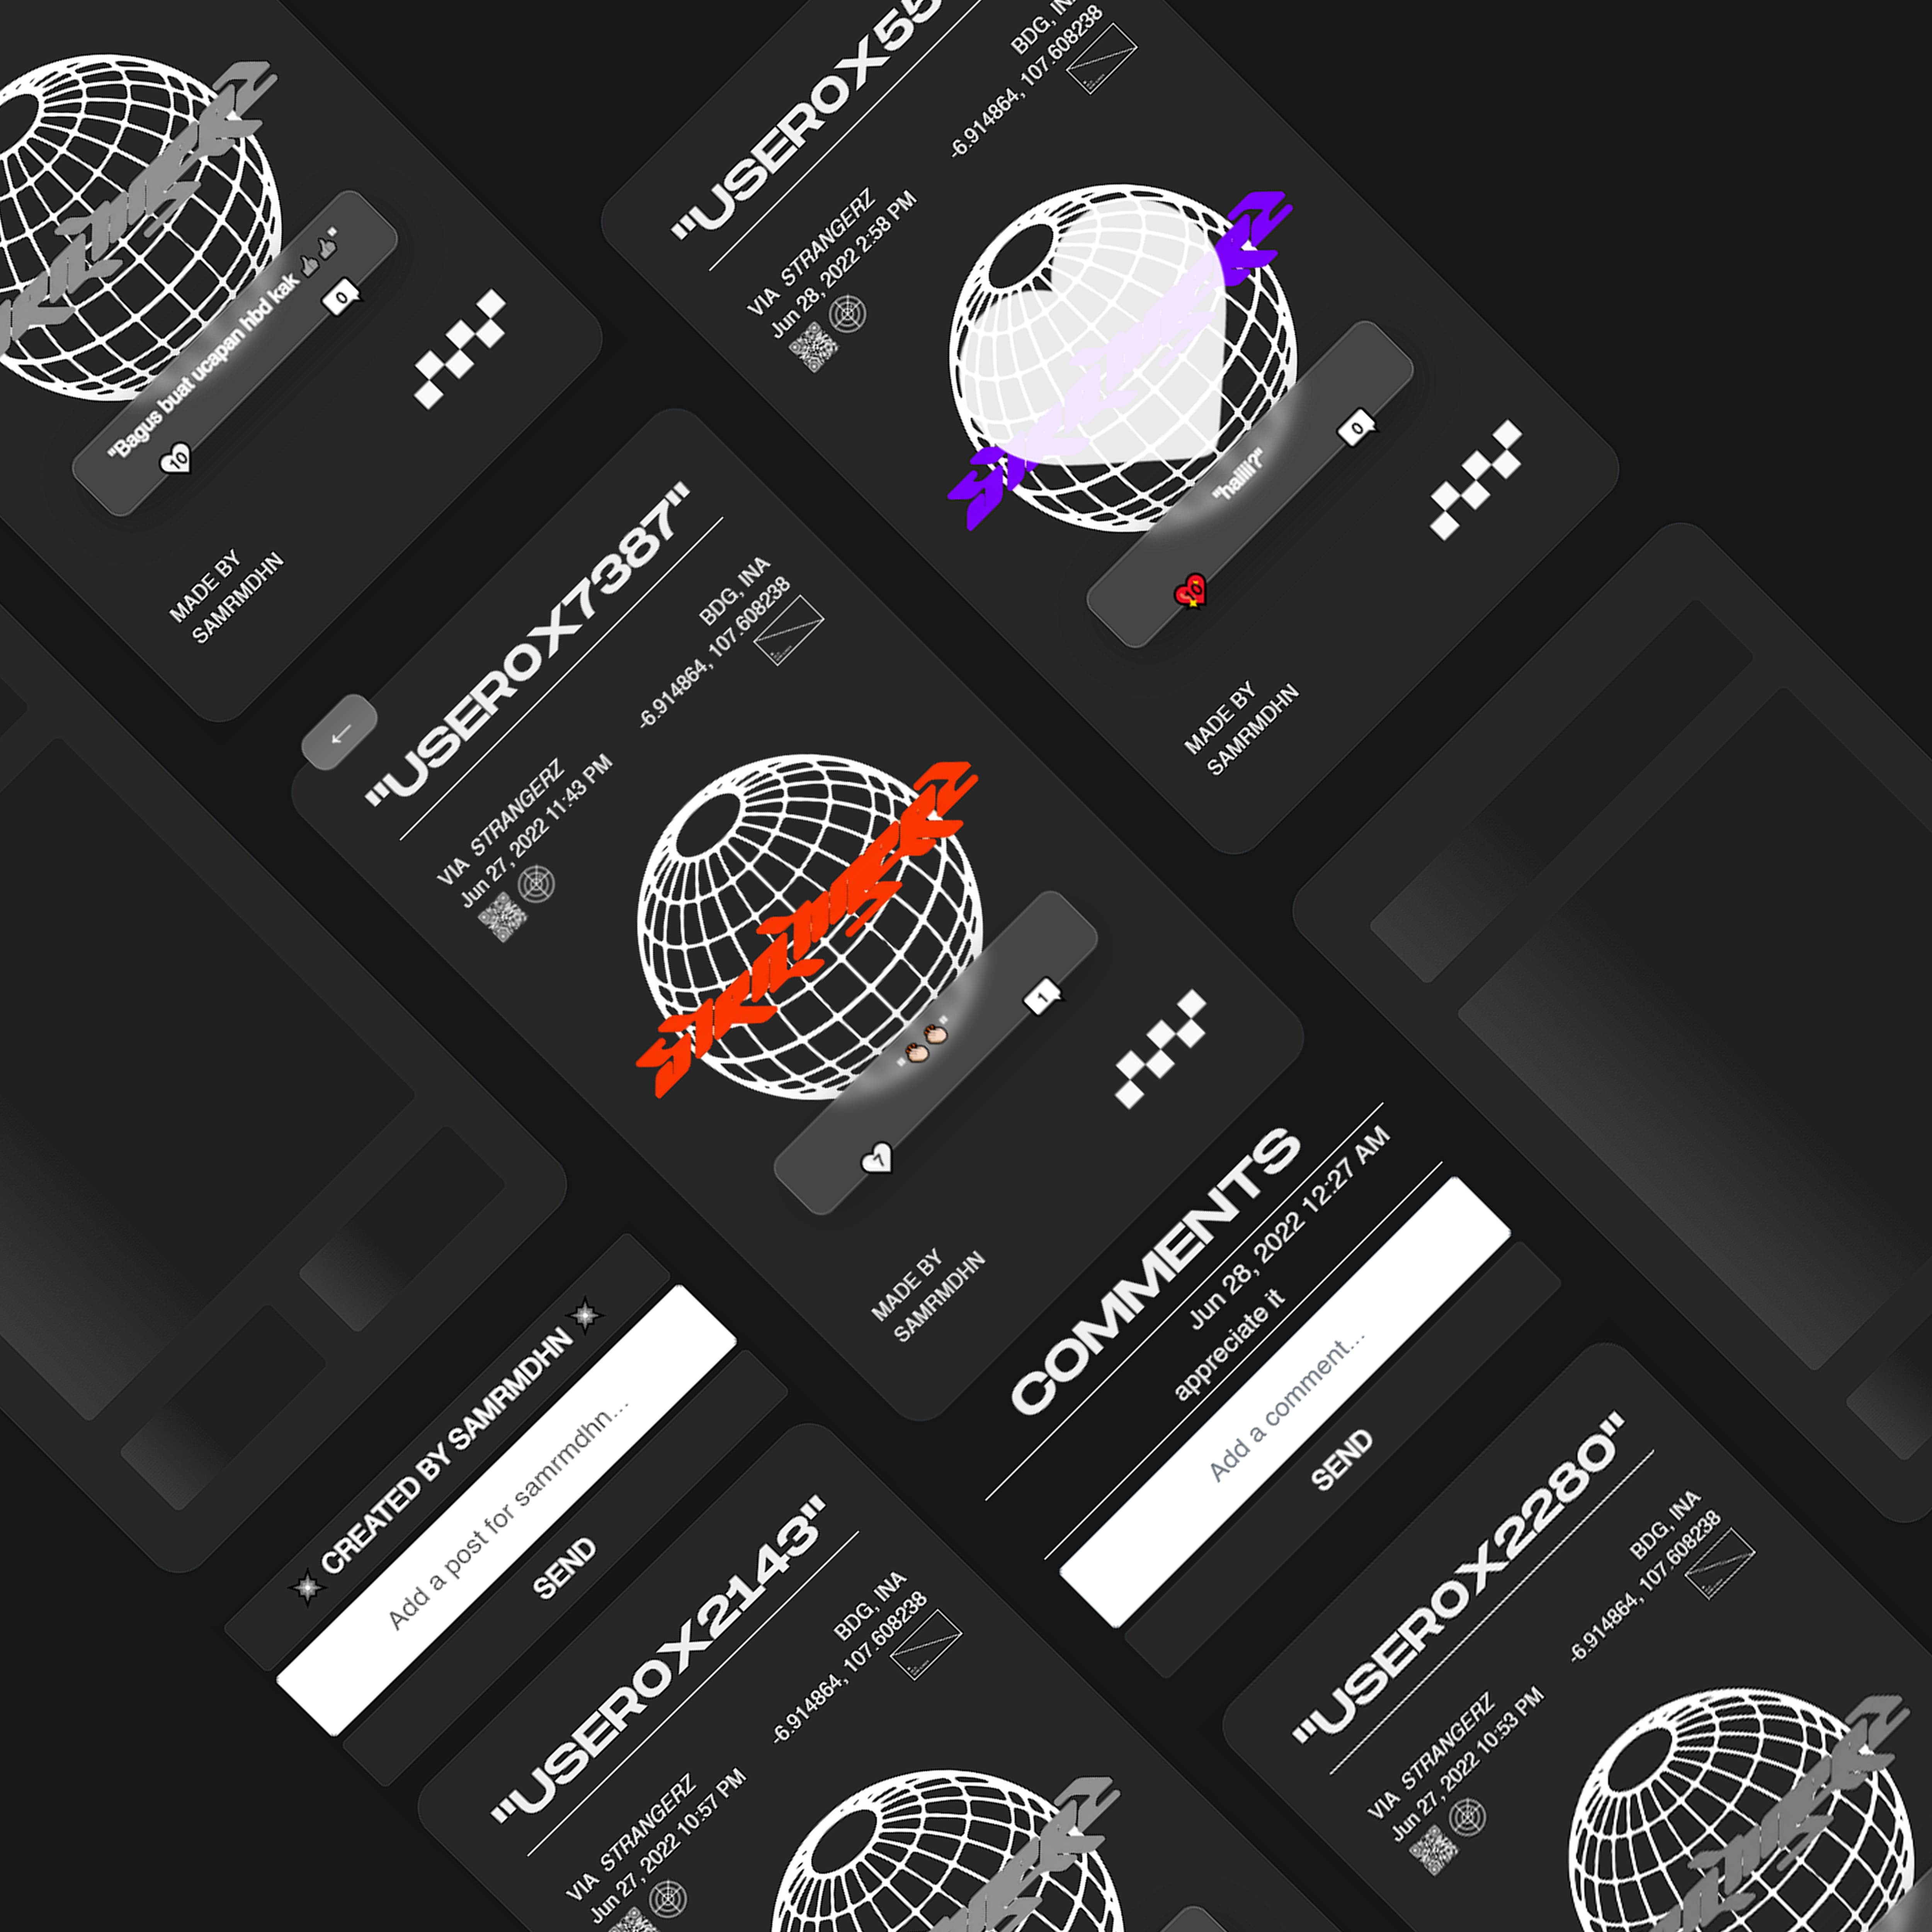 "Bagus buat ucapan hbd kak 👍👍"
10
0
MADE BY
SAMRMDHN
"USEROX55
BDG, IN
-6.914864, 107.608238
VIA STRANGERZ
Jun 28, 2022 2:58 PM
"haiiii?"
10
0
MADE BY
SAMRMDHN
←
"USEROX7387"
BDG, INA
-6.914864, 107.608238
VIA STRANGERZ
Jun 27, 2022 11:43 PM
"👏🏻👏🏻"
7
1
MADE BY
SAMRMDHN
COMMENTS
Jun 28, 2022 12:27 AM
appreciate it
Add a comment...
SEND
CREATED BY SAMRMDHN
Add a post for samrmdhn...
SEND
"USEROX2143"
BDG, INA
-6.914864, 107.608238
VIA STRANGERZ
Jun 27, 2022 10:57 PM
"USEROX2280"
BDG, INA
-6.914864, 107.608238
VIA STRANGERZ
Jun 27, 2022 10:53 PM